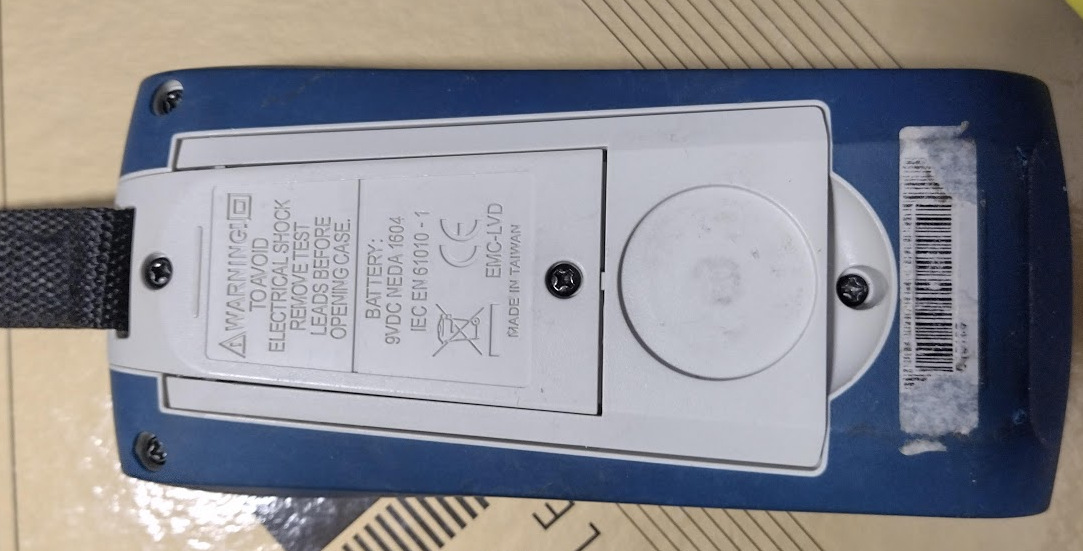 WARNING!
TO AVOID
ELECTRICAL SHOCK
REMOVE TEST
LEADS BEFORE
OPENING CASE.
BATTERY:
9VDC NEDA 1604
IEC EN 61010 - 1
CE
EMC-LVD
MADE IN TAIWAN